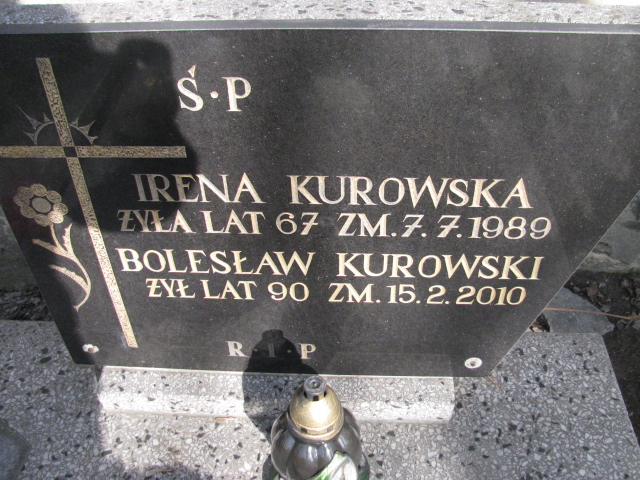 Ś.P
IRENA KUROWSKA
ŻYŁA LAT 67 ZM. 7. 7. 1989
BOLESŁAW KUROWSKI
ŻYŁ LAT 90 ZM. 15. 2. 2010
R.I.P